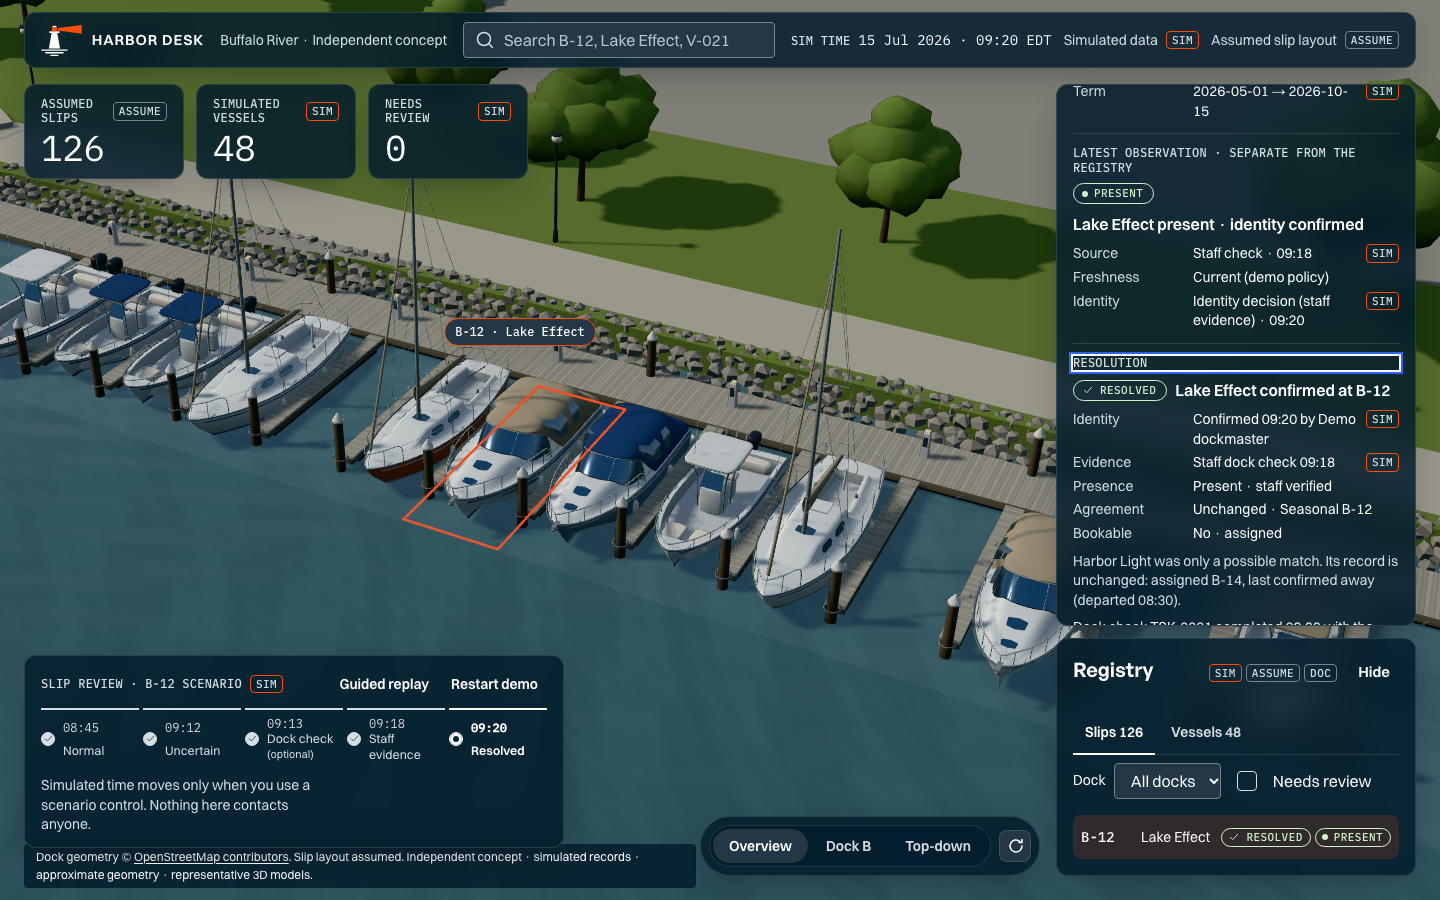 HARBOR DESK
Buffalo River · Independent concept
Search B-12, Lake Effect, V-021
SIM TIME 15 Jul 2026 · 09:20 EDT
Simulated data SIM
Assumed slip layout ASSUME
ASSUMED SLIPS
ASSUME
126
SIMULATED VESSELS
SIM
48
NEEDS REVIEW
SIM
0
B-12 · Lake Effect
Term
2026-05-01 → 2026-10-
15
SIM
LATEST OBSERVATION · SEPARATE FROM THE
REGISTRY
PRESENT
Lake Effect present · identity confirmed
Source Staff check · 09:18 SIM
Freshness Current (demo policy)
Identity Identity decision (staff SIM
evidence) · 09:20
RESOLUTION
RESOLVED Lake Effect confirmed at B-12
Identity Confirmed 09:20 by Demo SIM
dockmaster
Evidence Staff dock check 09:18 SIM
Presence Present · staff verified
Agreement Unchanged · Seasonal B-12
Bookable No · assigned
Harbor Light was only a possible match. Its record is
unchanged: assigned B-14, last confirmed away
(departed 08:30).
SLIP REVIEW · B-12 SCENARIO SIM
Guided replay
Restart demo
08:45
Normal
09:12
Uncertain
09:13
Dock check
(optional)
09:18
Staff
evidence
09:20
Resolved
Simulated time moves only when you use a
scenario control. Nothing here contacts
anyone.
Dock geometry © OpenStreetMap contributors. Slip layout assumed. Independent concept · simulated records ·
approximate geometry · representative 3D models.
Overview
Dock B
Top-down
Registry
SIM ASSUME DOC
Hide
Slips 126
Vessels 48
Dock All docks
Needs review
B-12 Lake Effect RESOLVED PRESENT